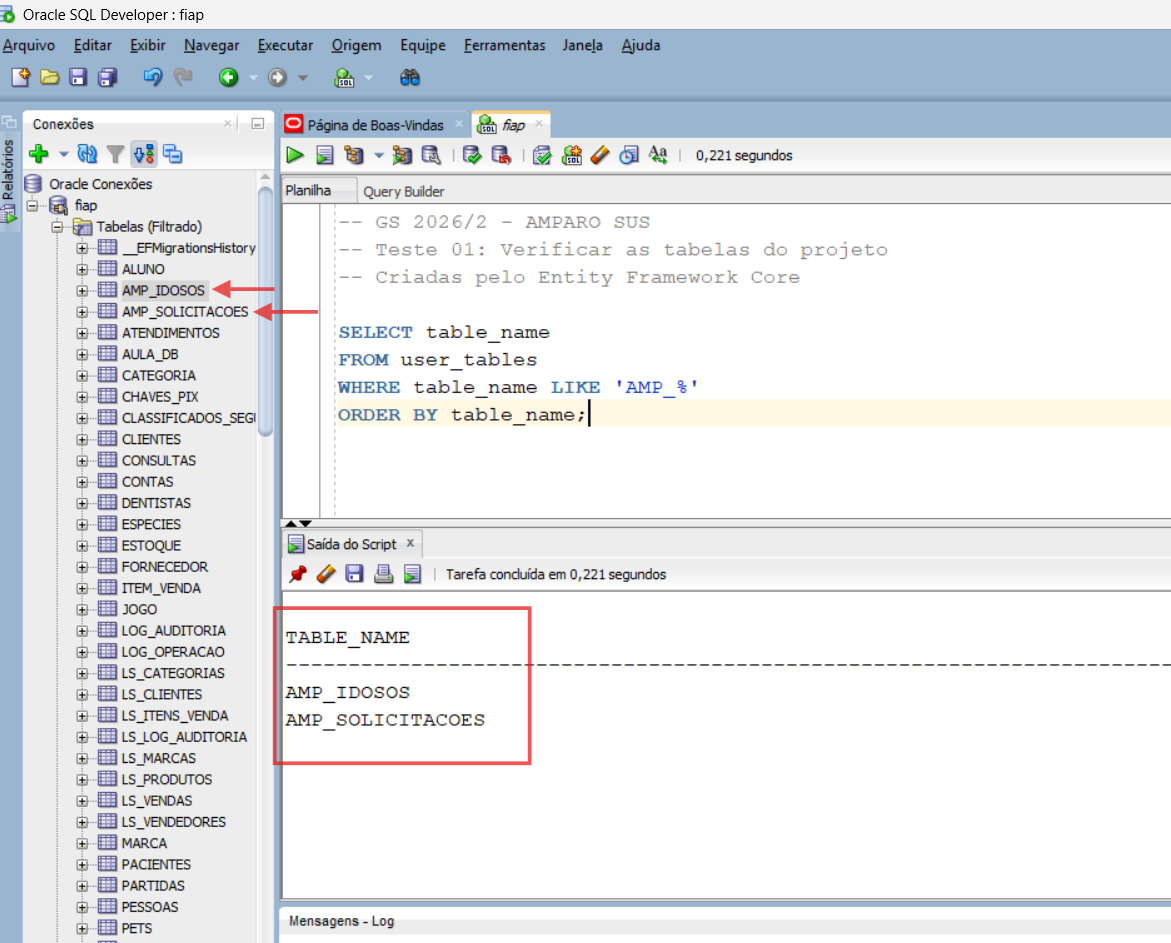 Oracle SQL Developer : fiap
Arquivo Editar Exibir Navegar Executar Origem Equipe Ferramentas Janela Ajuda
SQL
Relatórios
Conexões
Oracle Conexões
fiap
Tabelas (Filtrado)
__EFMigrationsHistory
ALUNO
AMP_IDOSOS
AMP_SOLICITACOES
ATENDIMENTOS
AULA_DB
CATEGORIA
CHAVES_PIX
CLASSIFICADOS_SEGU
CLIENTES
CONSULTAS
CONTAS
DENTISTAS
ESPECIES
ESTOQUE
FORNECEDOR
ITEM_VENDA
JOGO
LOG_AUDITORIA
LOG_OPERACAO
LS_CATEGORIAS
LS_CLIENTES
LS_ITENS_VENDA
LS_LOG_AUDITORIA
LS_MARCAS
LS_PRODUTOS
LS_VENDAS
LS_VENDEDORES
MARCA
PACIENTES
PARTIDAS
PESSOAS
PETS
Página de Boas-Vindas
fiap
0,221 segundos
Planilha Query Builder
-- GS 2026/2 - AMPARO SUS
-- Teste 01: Verificar as tabelas do projeto
-- Criadas pelo Entity Framework Core
SELECT table_name
FROM user_tables
WHERE table_name LIKE 'AMP_%'
ORDER BY table_name;
Saída do Script
Tarefa concluída em 0,221 segundos
TABLE_NAME
--------------------------------------------------------------------------------
AMP_IDOSOS
AMP_SOLICITACOES
Mensagens - Log